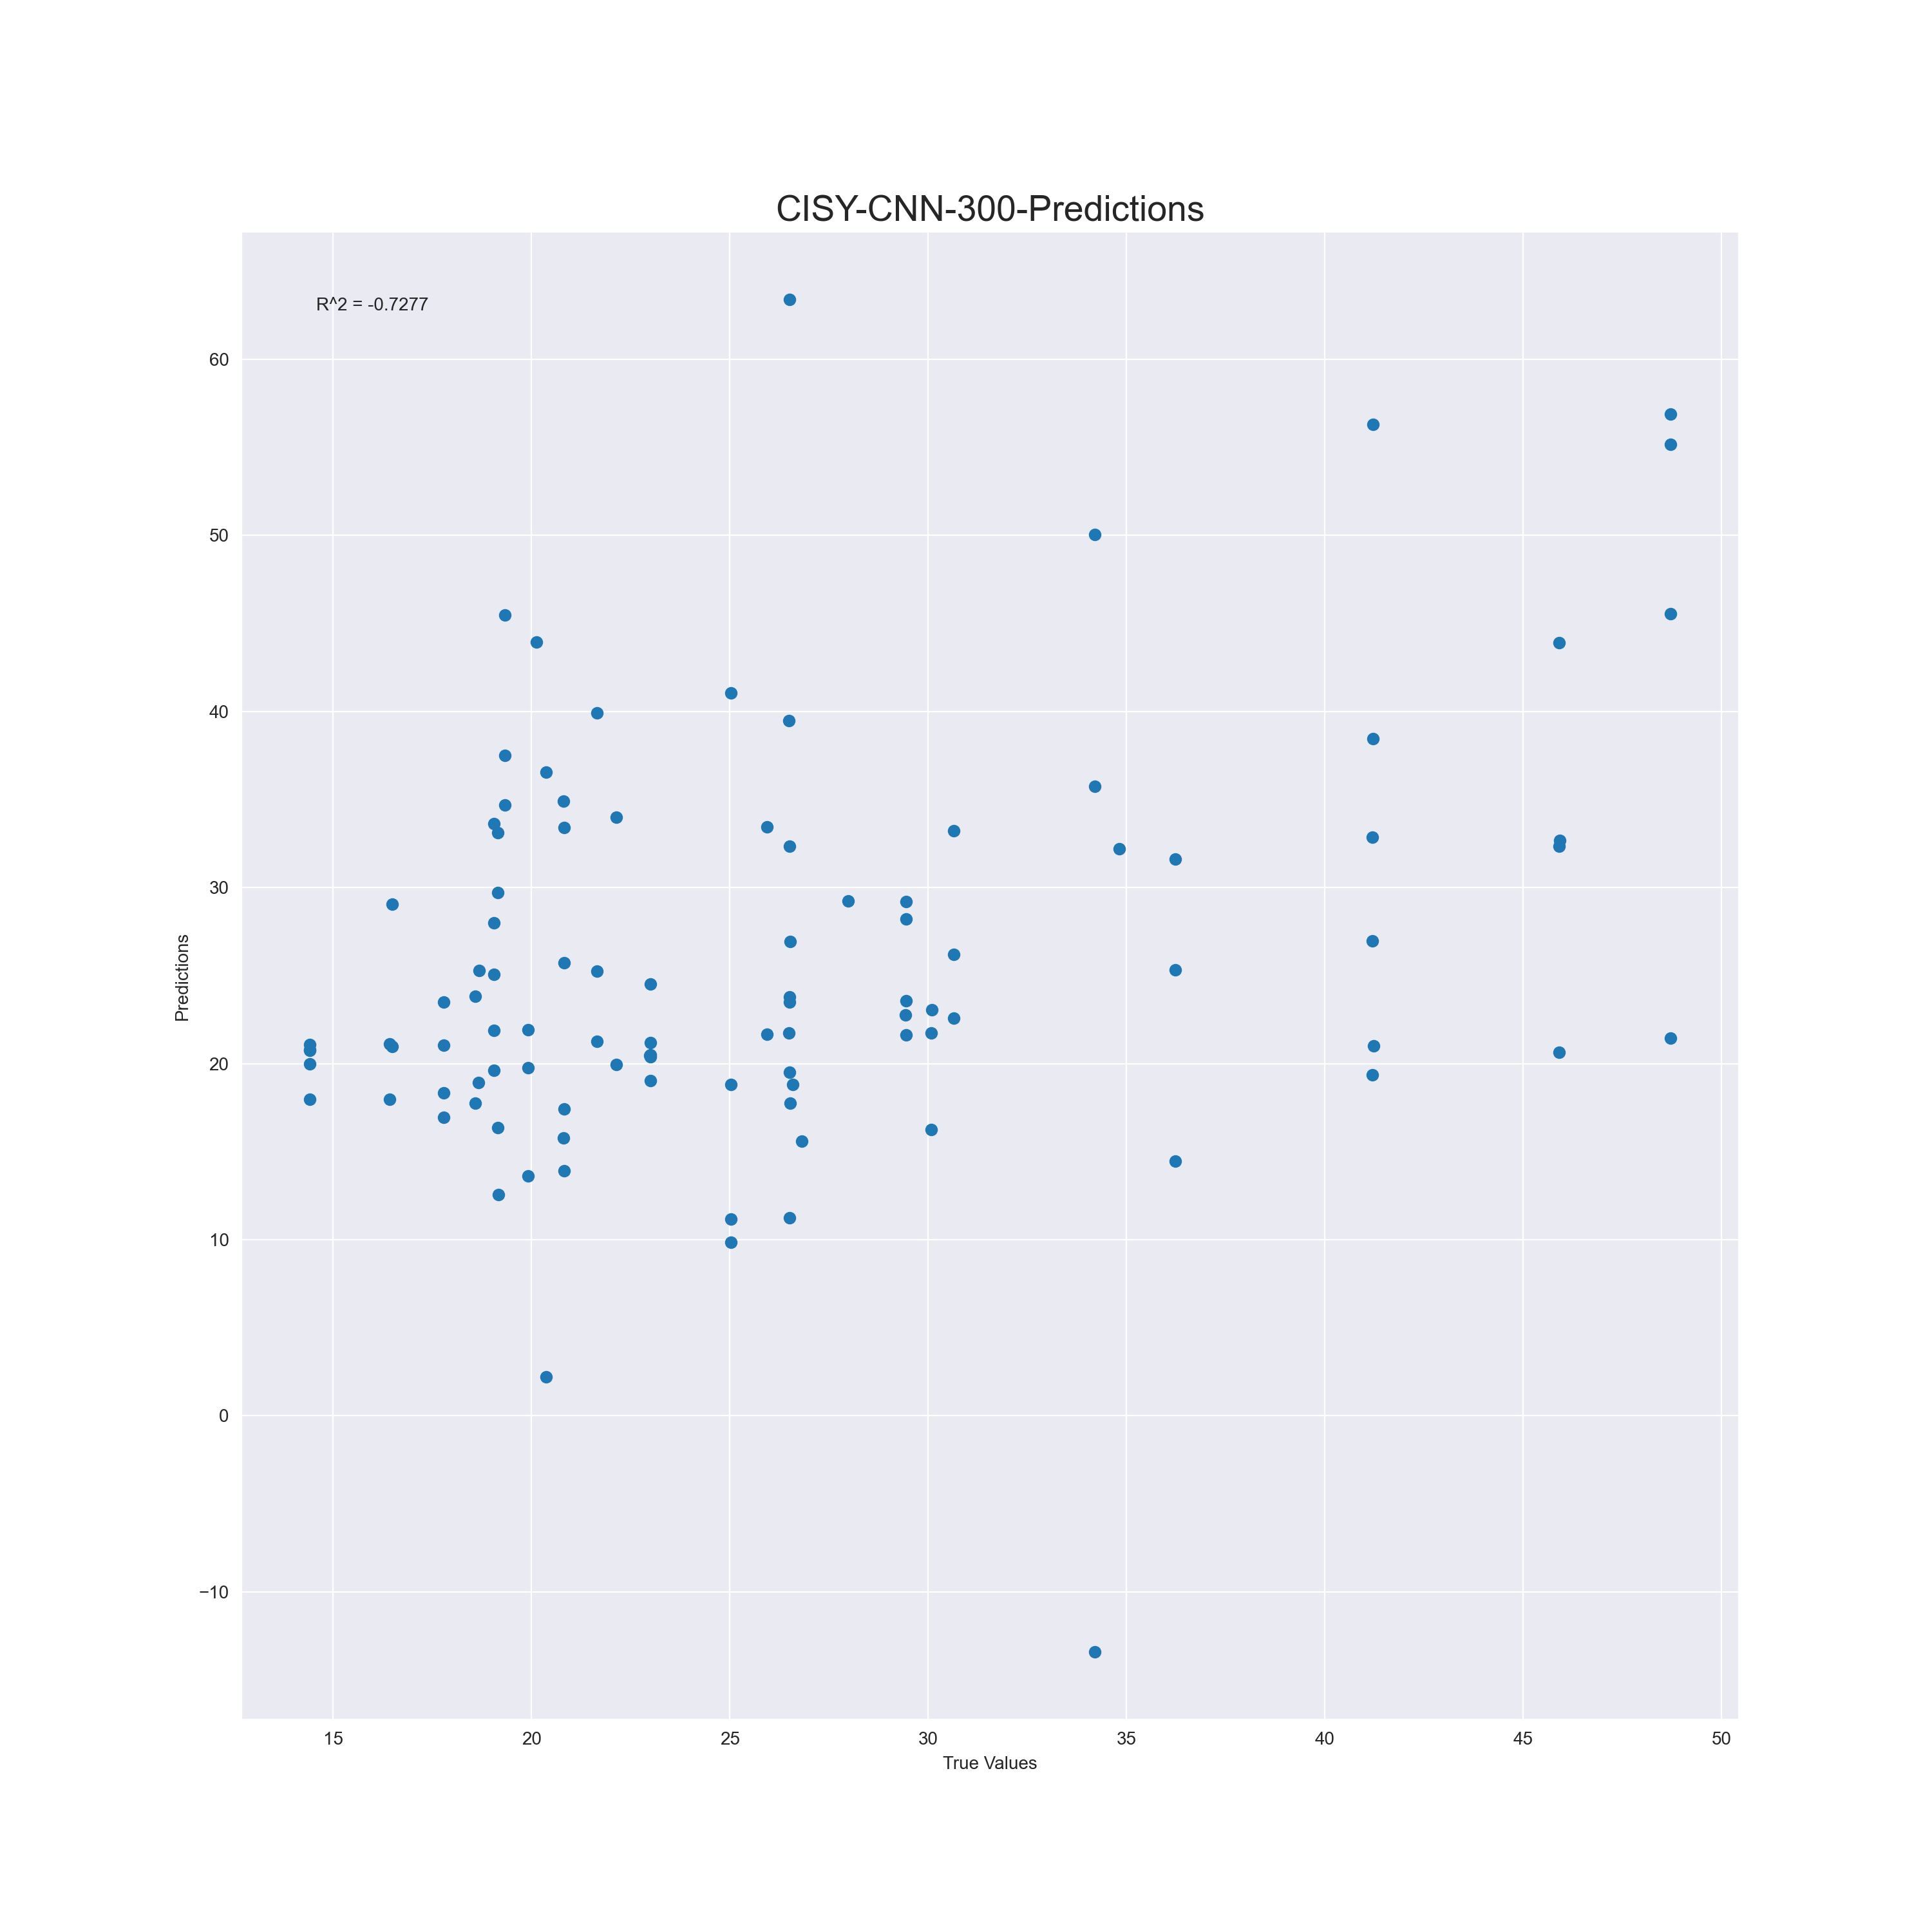 CISY-CNN-300-Predictions
R^2 = -0.7277
60
50
40
30
20
10
0
−10
Predictions
15 20 25 30 35 40 45 50
True Values